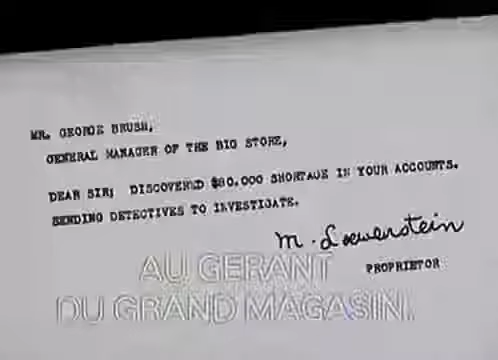 MR. GEORGE BRUSH,
GENERAL MANAGER OF THE BIG STORE,
DEAR SIR; DISCOVERED $80,000 SHORTAGE IN YOUR ACCOUNTS.
SENDING DETECTIVES TO INVESTIGATE.
M. Loewenstein
PROPRIETOR
AU GERANT
DU GRAND MAGASIN.